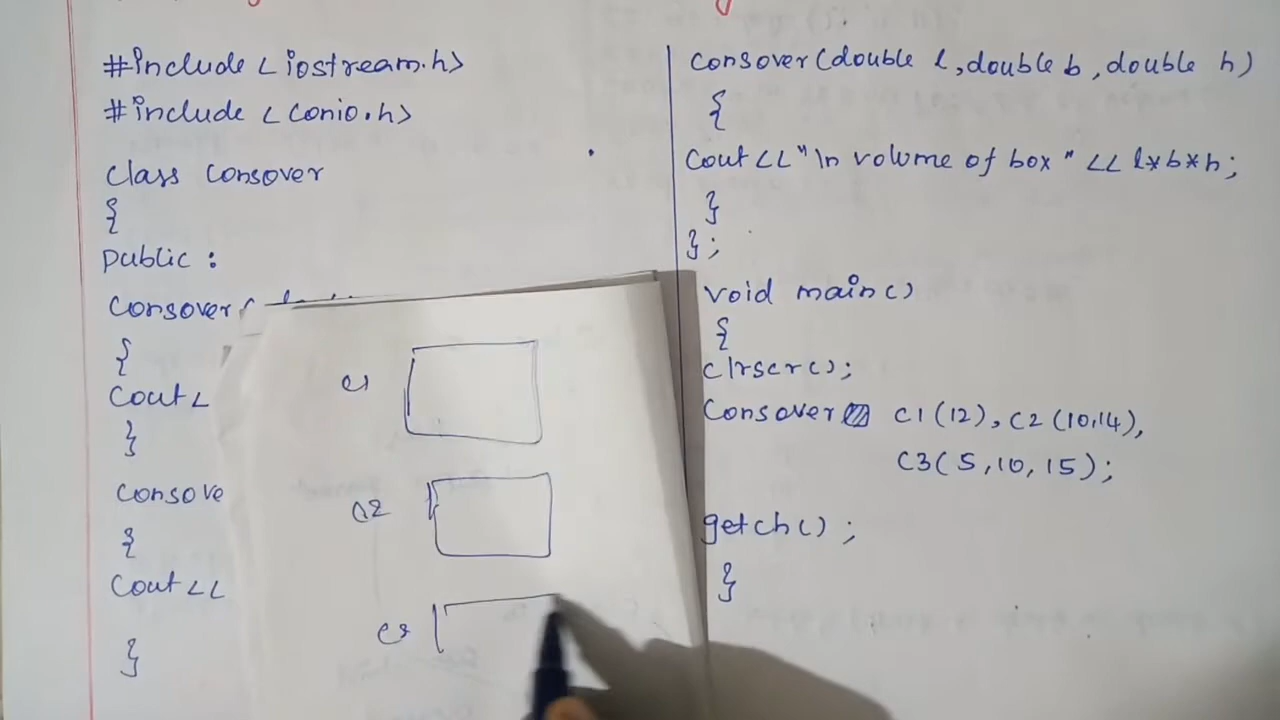 #include < iostream.h>
#include < conio.h>
class consover
{
public :
consover(
{
cout <
}
consove
{
cout <<
}
consover(double l, double b, double h)
{
cout << "\n volume of box " << l*b*h;
}
};
void main()
{
clrscr();
consover c1(12), c2(10,14),
c3(5,10,15);
getch();
}
c1
c2
c3